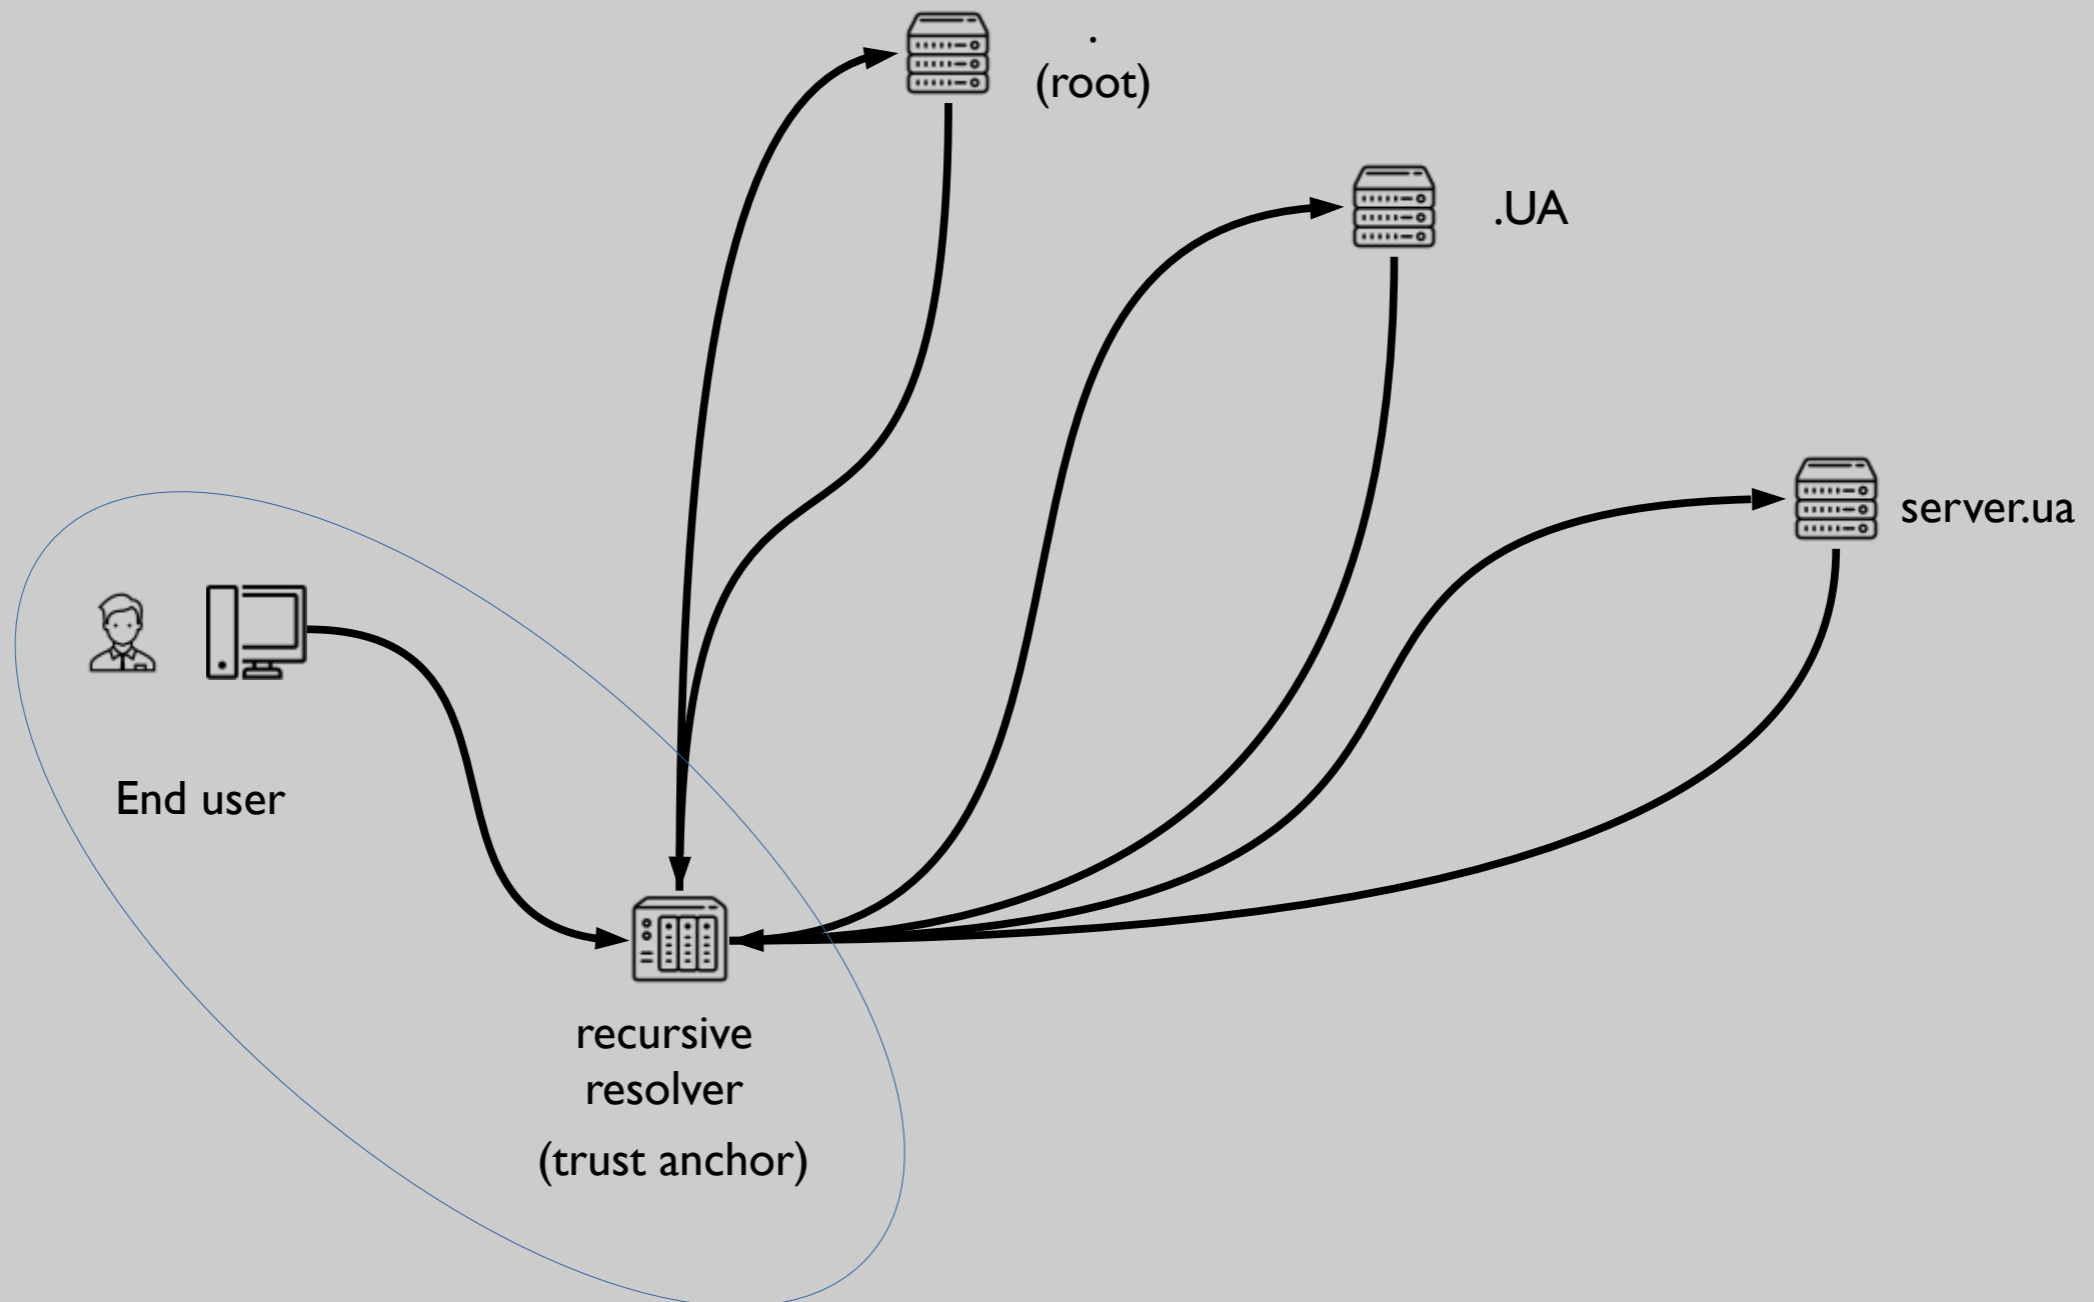 .
(root)
.UA
server.ua
End user
recursive
resolver
(trust anchor)